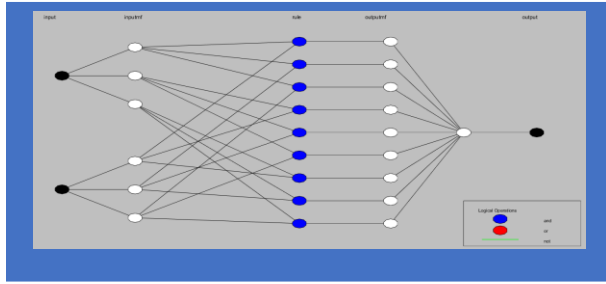 input inputmf rule outputmf output
Logical Operations
and
or
not